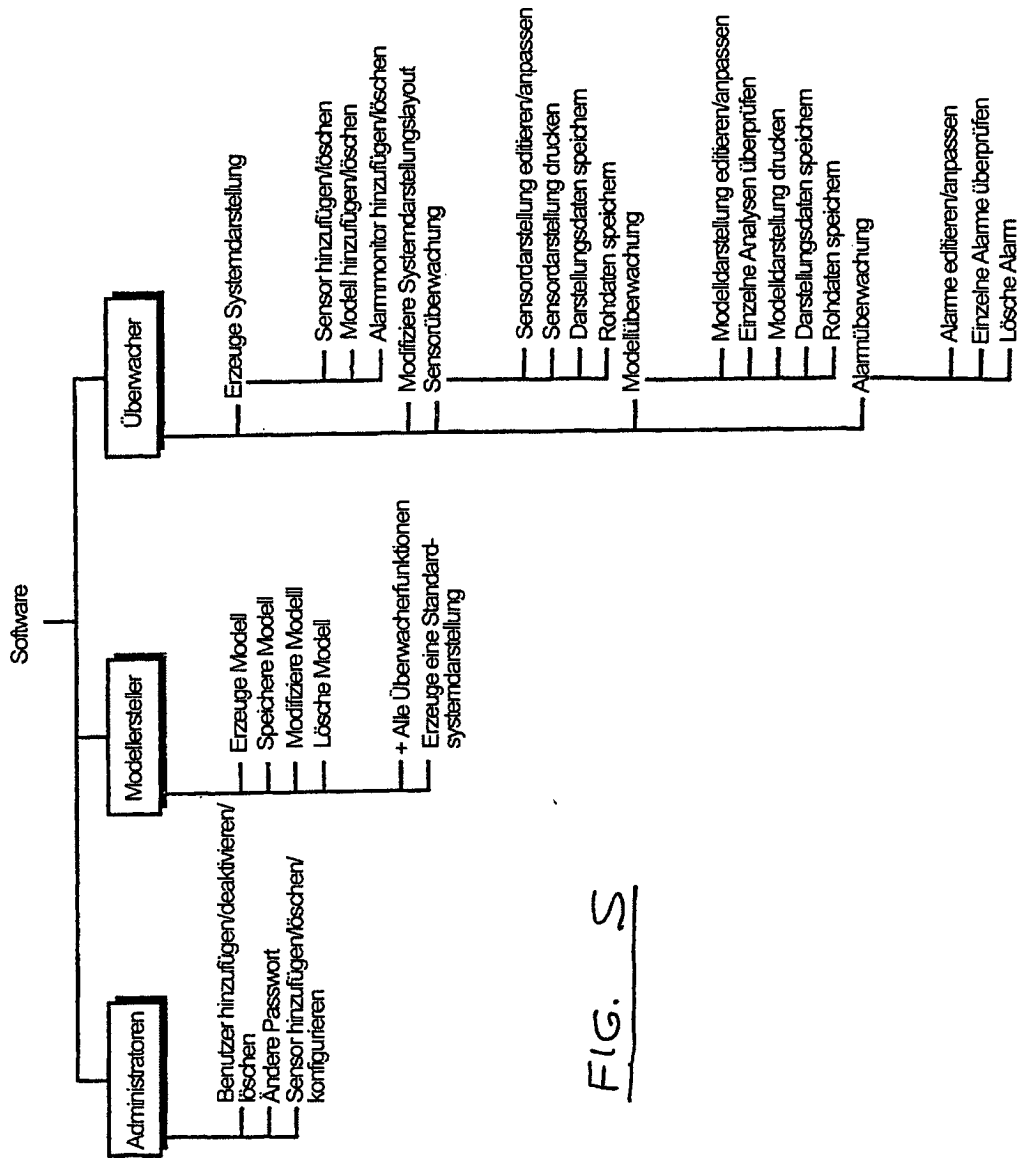 Software
Administratoren
Benutzer hinzufügen/deaktivieren/
löschen
Ändere Passwort
Sensor hinzufügen/löschen/
konfigurieren
Modellersteller
Erzeuge Modell
Speichere Modell
Modifiziere Modelll
Lösche Modell
+ Alle Überwacherfunktionen
Erzeuge eine Standard-
systemdarstellung
Überwacher
Erzeuge Systemdarstellung
Sensor hinzufügen/löschen
Modell hinzufügen/löschen
Alarmmonitor hinzufügen/löschen
Modifiziere Systemdarstellungslayout
Sensorüberwachung
Sensordarstellung editieren/anpassen
Sensordarstellung drucken
Darstellungsdaten speichern
Rohdaten speichern
Modellüberwachung
Modelldarstellung editieren/anpassen
Einzelne Analysen überprüfen
Modelldarstellung drucken
Darstellungsdaten speichern
Rohdaten speichern
Alarmüberwachung
Alarme editieren/anpassen
Einzelne Alarme überprüfen
Lösche Alarm
FIG. 5